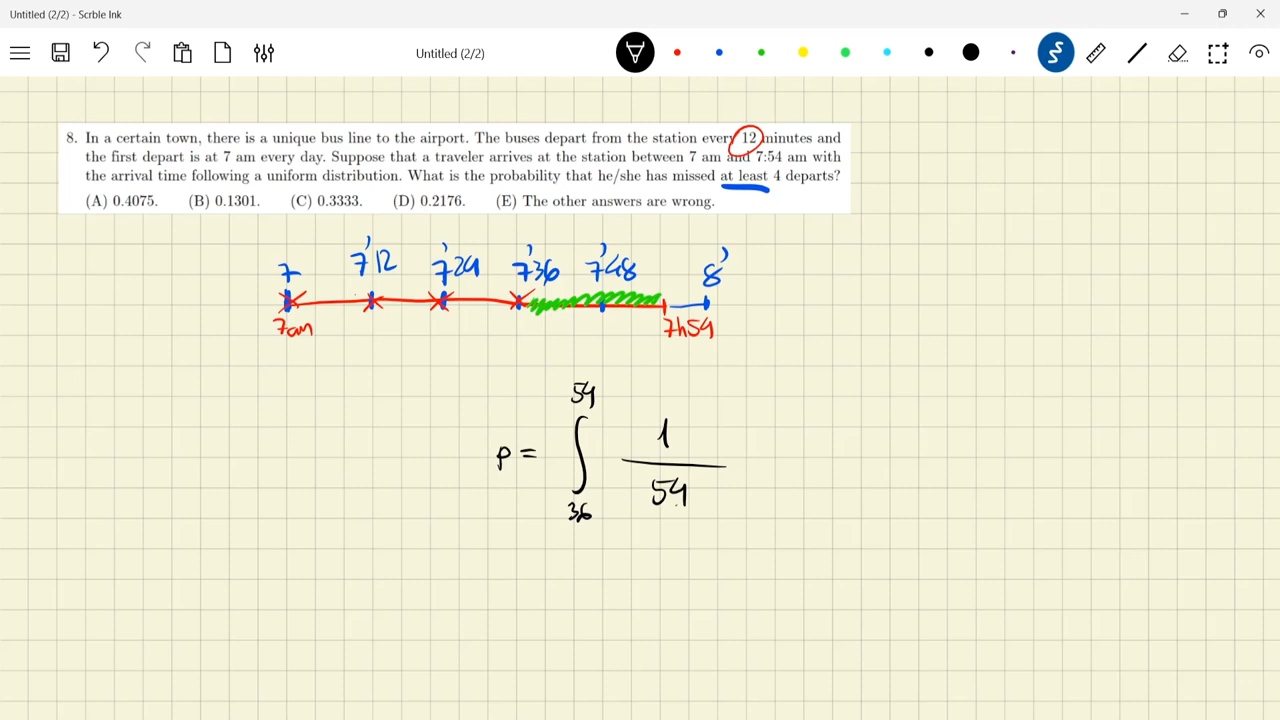 Untitled (2/2) - Scrble Ink
Untitled (2/2)
8. In a certain town, there is a unique bus line to the airport. The buses depart from the station every 12 minutes and
the first depart is at 7 am every day. Suppose that a traveler arrives at the station between 7 am and 7:54 am with
the arrival time following a uniform distribution. What is the probability that he/she has missed at least 4 departs?
(A) 0.4075. (B) 0.1301. (C) 0.3333. (D) 0.2176. (E) The other answers are wrong.
7 7'12 7'24 7'36 7'48 8'
7am 7h54
54
p = ∫ 1
54
36